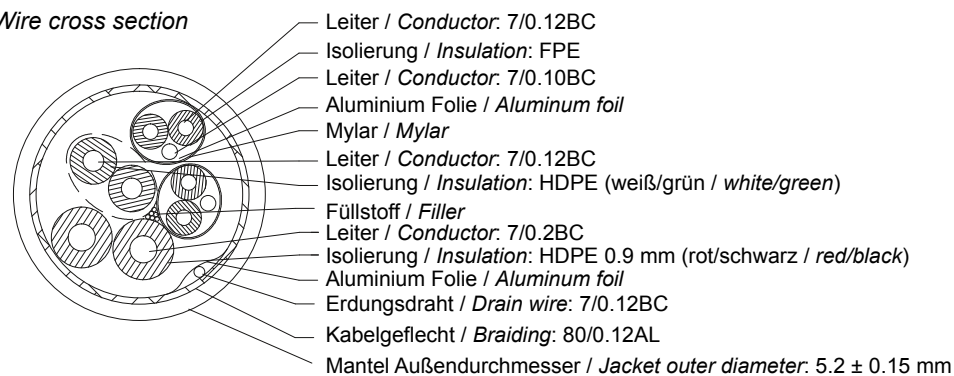 Wire cross section
Leiter / Conductor: 7/0.12BC
Isolierung / Insulation: FPE
Leiter / Conductor: 7/0.10BC
Aluminium Folie / Aluminum foil
Mylar / Mylar
Leiter / Conductor: 7/0.12BC
Isolierung / Insulation: HDPE (weiß/grün / white/green)
Füllstoff / Filler
Leiter / Conductor: 7/0.2BC
Isolierung / Insulation: HDPE 0.9 mm (rot/schwarz / red/black)
Aluminium Folie / Aluminum foil
Erdungsdraht / Drain wire: 7/0.12BC
Kabelgeflecht / Braiding: 80/0.12AL
Mantel Außendurchmesser / Jacket outer diameter: 5.2 ± 0.15 mm